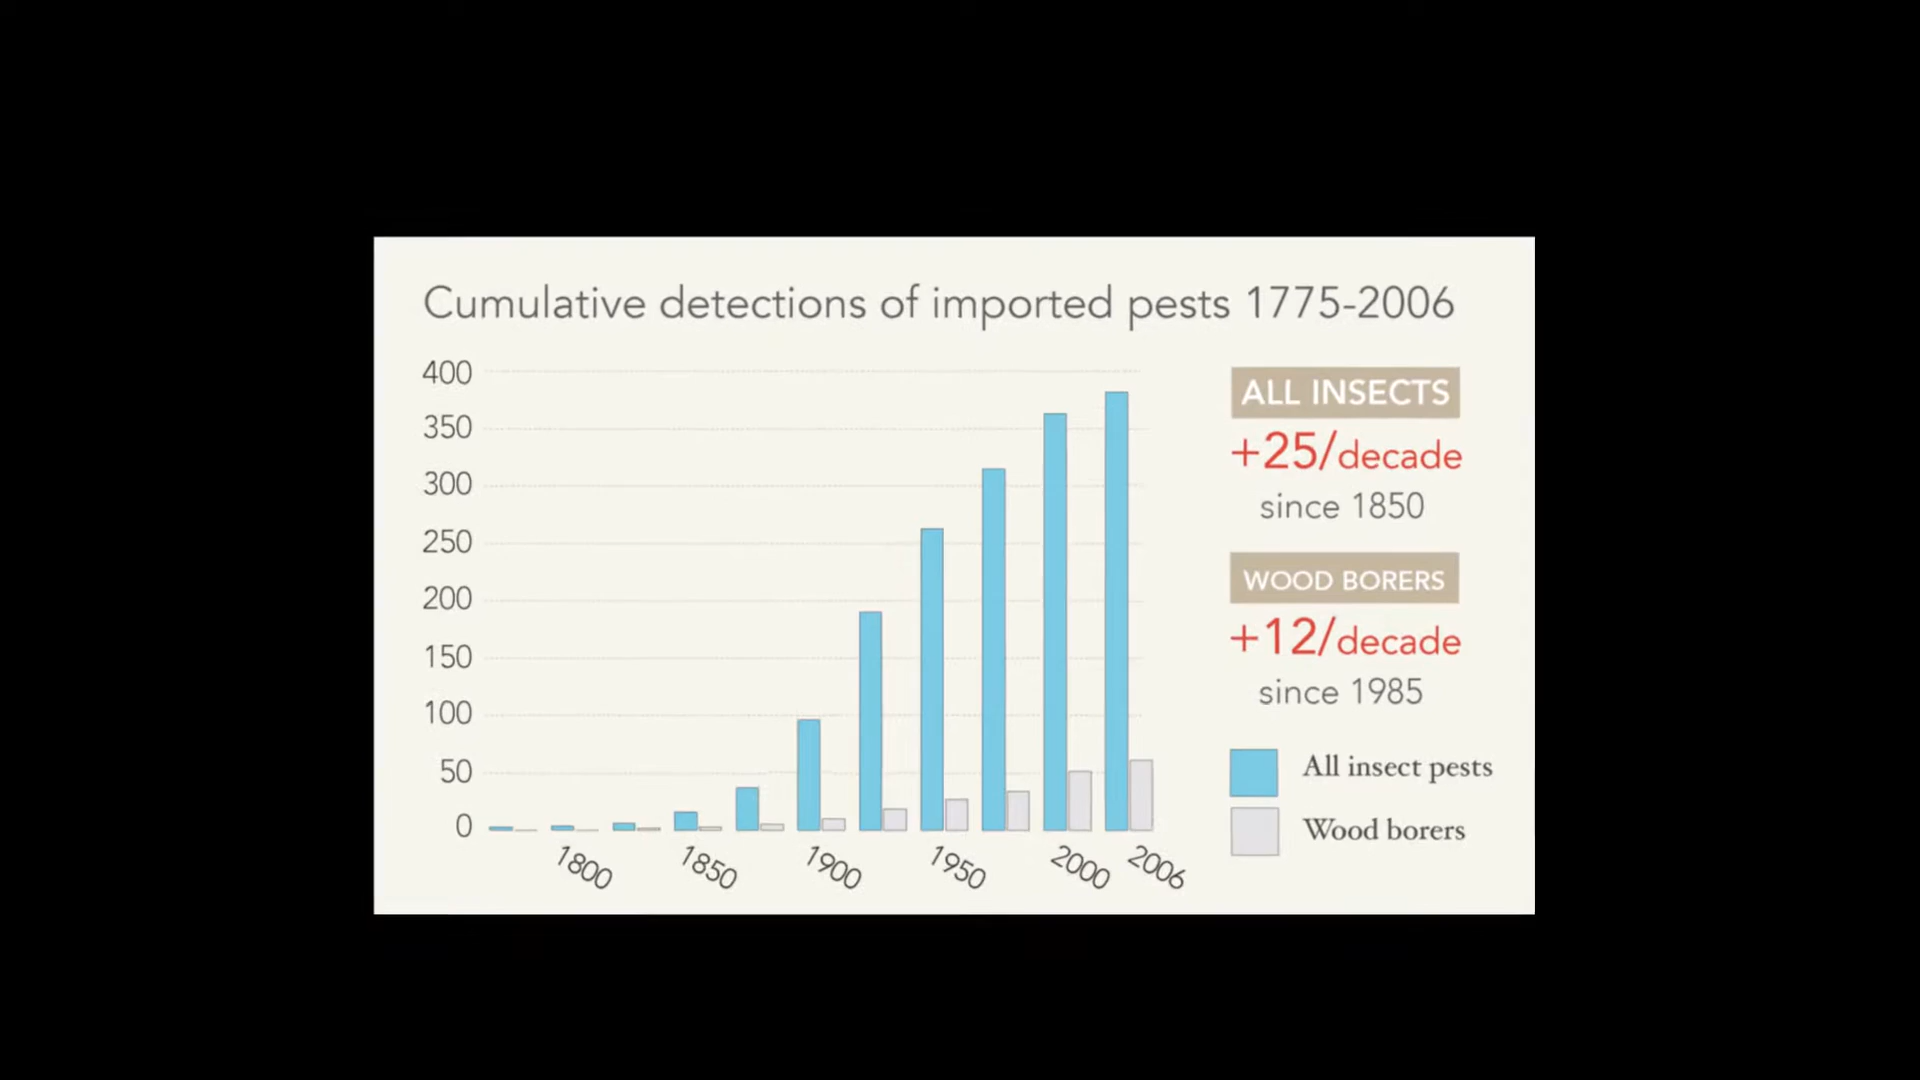 Cumulative detections of imported pests 1775-2006
400
350
300
250
200
150
100
50
0
1800
1850
1900
1950
2000
2006
ALL INSECTS
+25/decade
since 1850
WOOD BORERS
+12/decade
since 1985
All insect pests
Wood borers